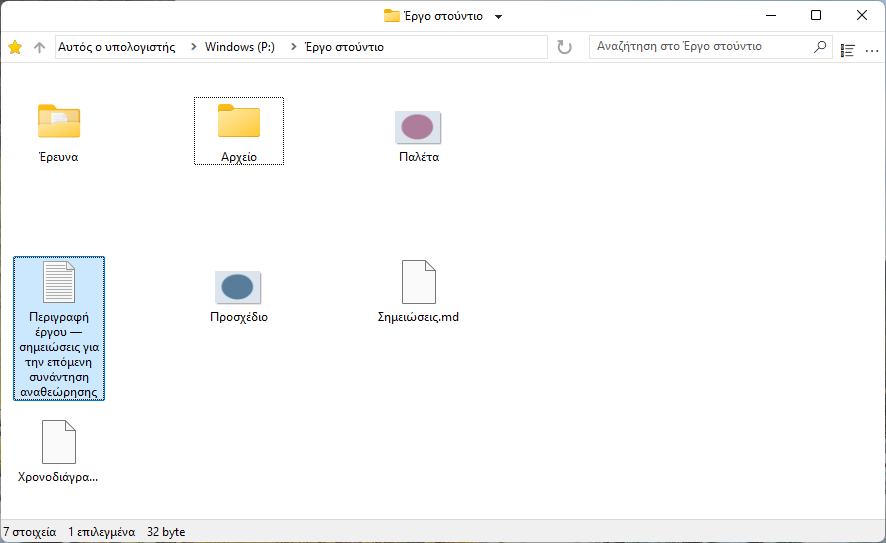 Έργο στούντιο
Αυτός ο υπολογιστής Windows (P:) Έργο στούντιο
Αναζήτηση στο Έργο στούντιο
Έρευνα
Αρχείο
Παλέτα
Περιγραφή
έργου —
σημειώσεις για
την επόμενη
συνάντηση
αναθεώρησης
Προσχέδιο
Σημειώσεις.md
Χρονοδιάγρα...
7 στοιχεία 1 επιλεγμένα 32 byte